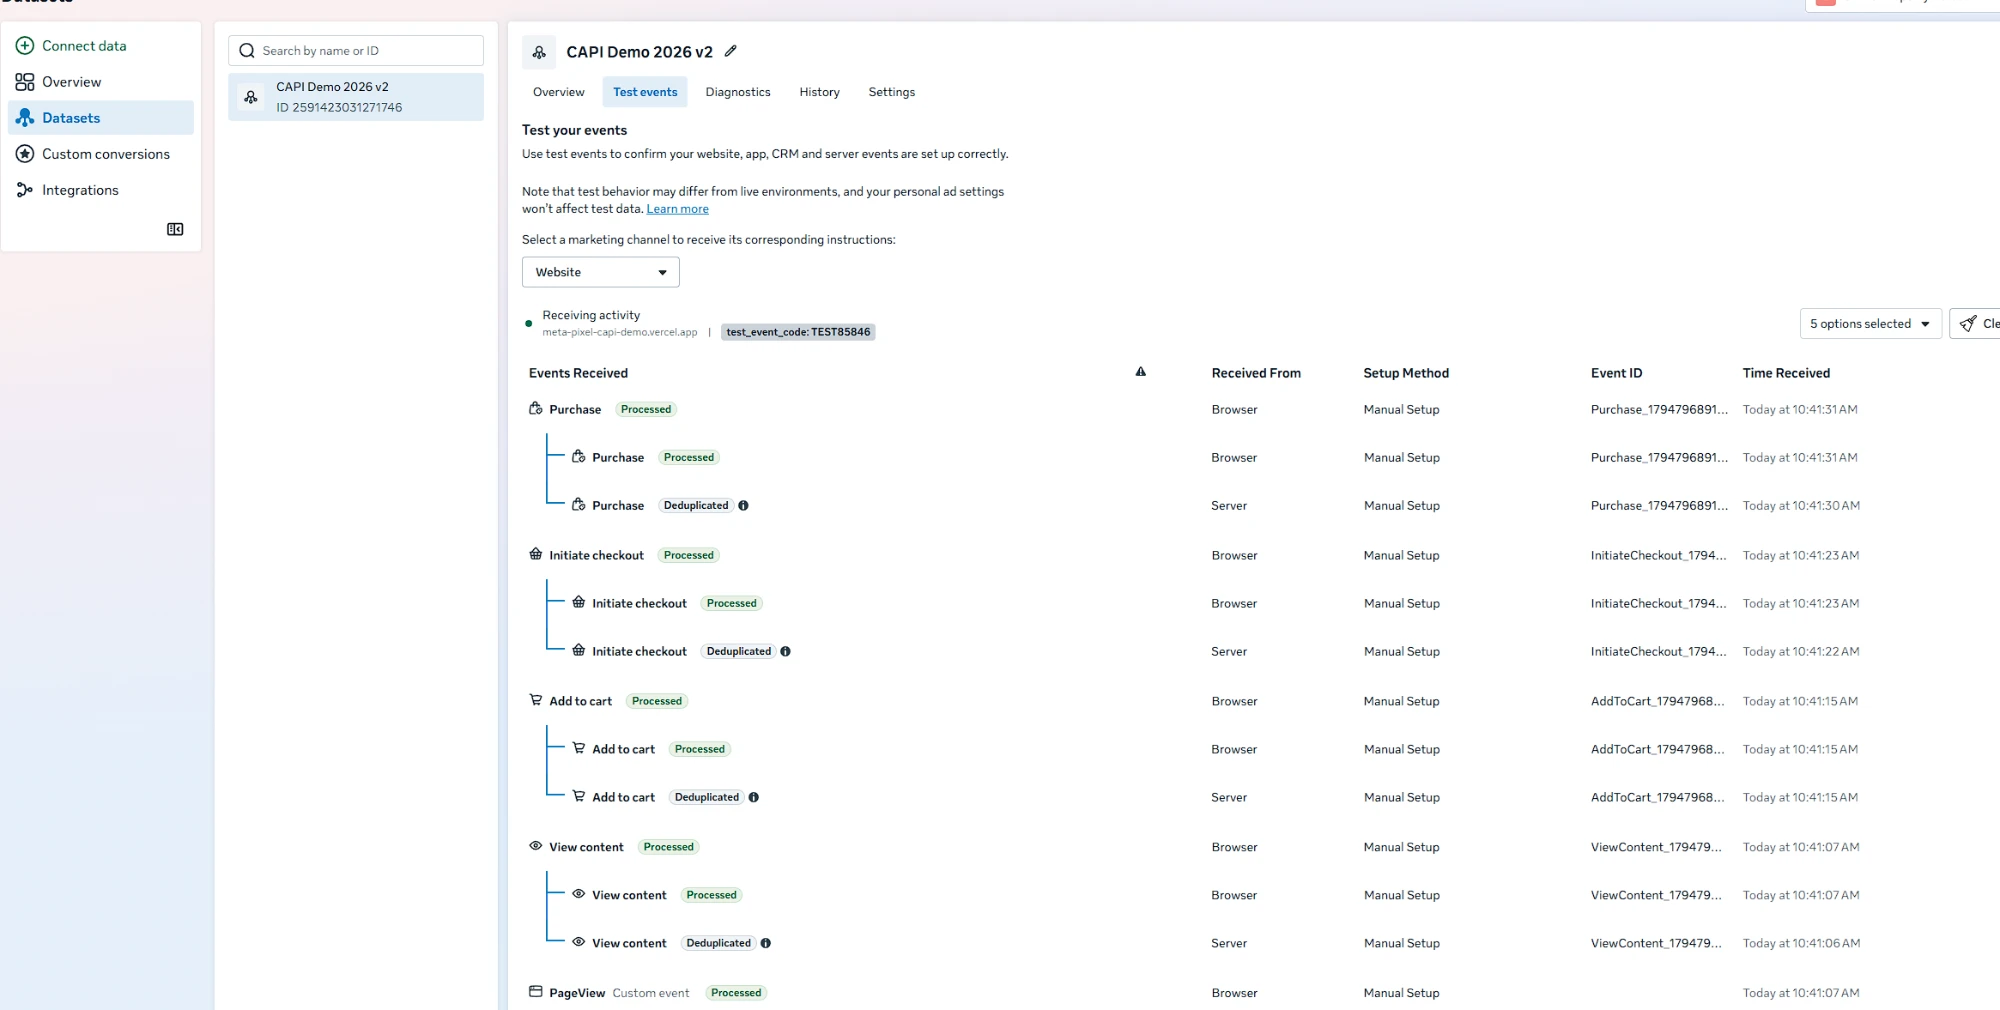 Datasets
Connect data
Overview
Datasets
Custom conversions
Integrations
Search by name or ID
CAPI Demo 2026 v2
ID 2591423031271746
CAPI Demo 2026 v2
Overview Test events Diagnostics History Settings
Test your events
Use test events to confirm your website, app, CRM and server events are set up correctly.
Note that test behavior may differ from live environments, and your personal ad settings
won't affect test data. Learn more
Select a marketing channel to receive its corresponding instructions:
Website
Receiving activity
meta-pixel-capi-demo.vercel.app | test_event_code: TEST85846
5 options selected Cle
Events Received Received From Setup Method Event ID Time Received
Purchase Processed Browser Manual Setup Purchase_1794796891... Today at 10:41:31 AM
Purchase Processed Browser Manual Setup Purchase_1794796891... Today at 10:41:31 AM
Purchase Deduplicated Server Manual Setup Purchase_1794796891... Today at 10:41:30 AM
Initiate checkout Processed Browser Manual Setup InitiateCheckout_1794... Today at 10:41:23 AM
Initiate checkout Processed Browser Manual Setup InitiateCheckout_1794... Today at 10:41:23 AM
Initiate checkout Deduplicated Server Manual Setup InitiateCheckout_1794... Today at 10:41:22 AM
Add to cart Processed Browser Manual Setup AddToCart_17947968... Today at 10:41:15 AM
Add to cart Processed Browser Manual Setup AddToCart_17947968... Today at 10:41:15 AM
Add to cart Deduplicated Server Manual Setup AddToCart_17947968... Today at 10:41:15 AM
View content Processed Browser Manual Setup ViewContent_179479... Today at 10:41:07 AM
View content Processed Browser Manual Setup ViewContent_179479... Today at 10:41:07 AM
View content Deduplicated Server Manual Setup ViewContent_179479... Today at 10:41:06 AM
PageView Custom event Processed Browser Manual Setup Today at 10:41:07 AM